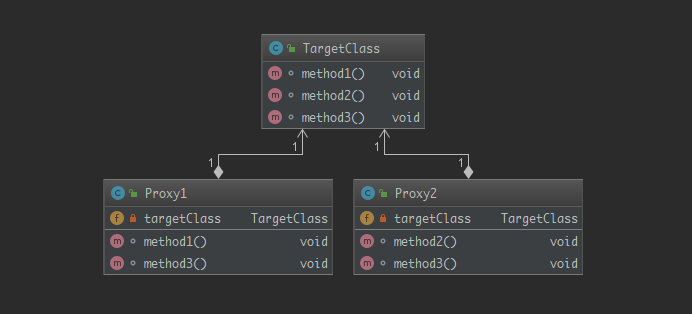 C TargetClass
m method1() void
m method2() void
m method3() void
1 1
1 1
C Proxy1
f targetClass TargetClass
m method1() void
m method3() void
C Proxy2
f targetClass TargetClass
m method2() void
m method3() void